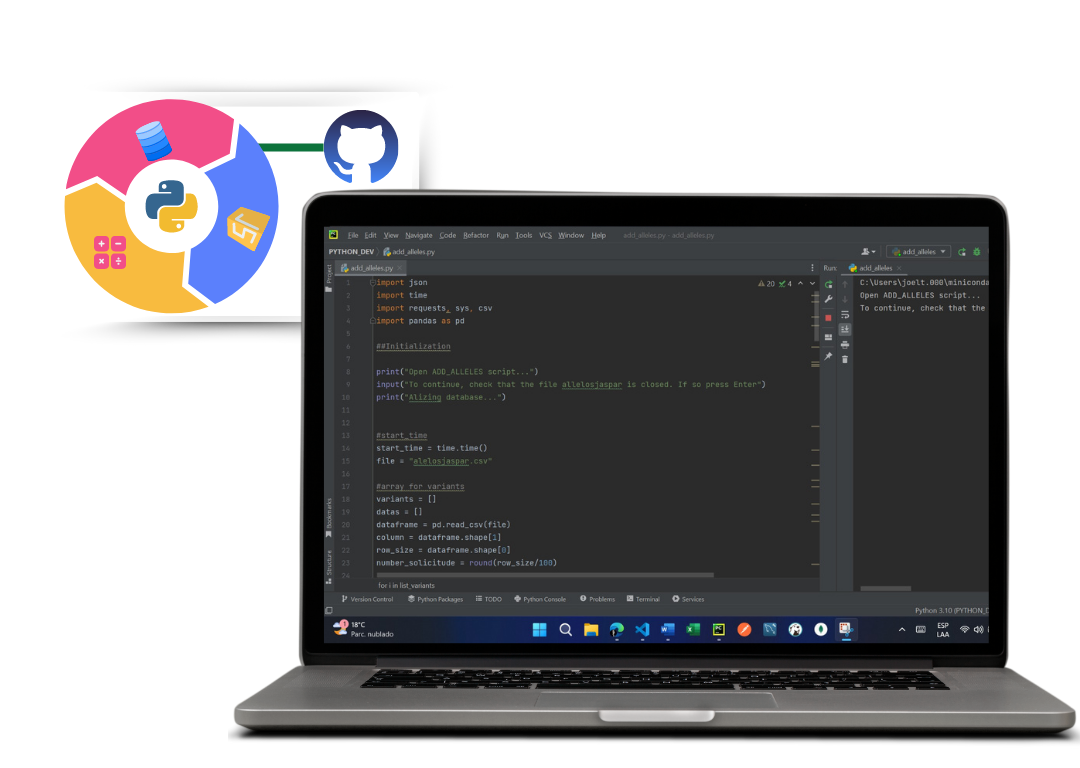 File Edit View Navigate Code Refactor Run Tools VCS Window Help add_alleles.py - add_alleles.py
PYTHON_DEV add_alleles.py
add_alleles
add_alleles.py
Run: add_alleles
Project
1 import json
2 import time
3 import requests, sys, csv
4 import pandas as pd
5
6 ##Initialization
7
8 print("Open ADD_ALLELES script...")
9 input("To continue, check that the file allelosjaspar is closed. If so press Enter")
10 print("Alizing database...")
11
12
13 #start_time
14 start_time = time.time()
15 file = "alelosjaspar.csv"
16
17 #array for variants
18 variants = []
19 datas = []
20 dataframe = pd.read_csv(file)
21 column = dataframe.shape[1]
22 row_size = dataframe.shape[0]
23 number_solicitude = round(row_size/100)
24
20 4
C:\Users\joelt.000\miniconda
Open ADD_ALLELES script...
To continue, check that the
Bookmarks
Structure
for i in list_variants
Version Control Python Packages TODO Python Console Problems Terminal Services
Python 3.10 (PYTHON_D
1
18°C
Parc. nublado
ESP
LAA